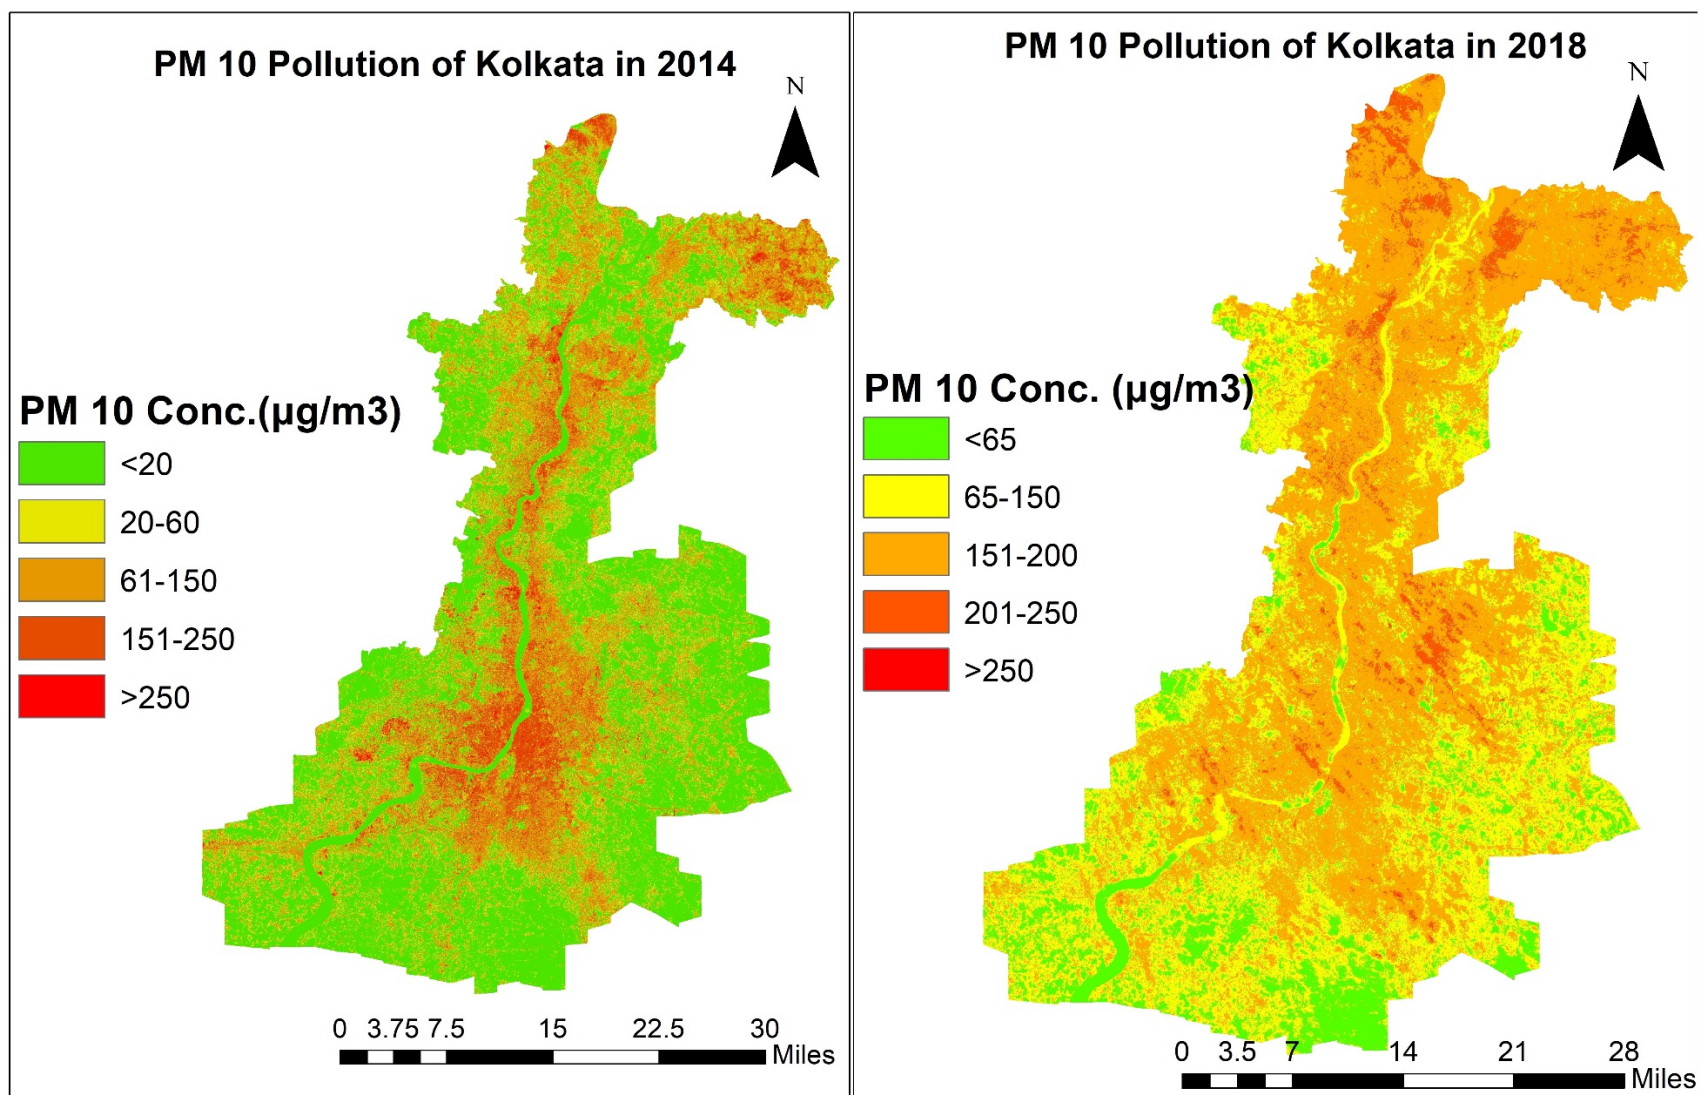 PM 10 Pollution of Kolkata in 2014
N
PM 10 Conc.(µg/m3)
<20
20-60
61-150
151-250
>250
0 3.75 7.5 15 22.5 30
Miles
PM 10 Pollution of Kolkata in 2018
N
PM 10 Conc. (µg/m3)
<65
65-150
151-200
201-250
>250
0 3.5 7 14 21 28
Miles